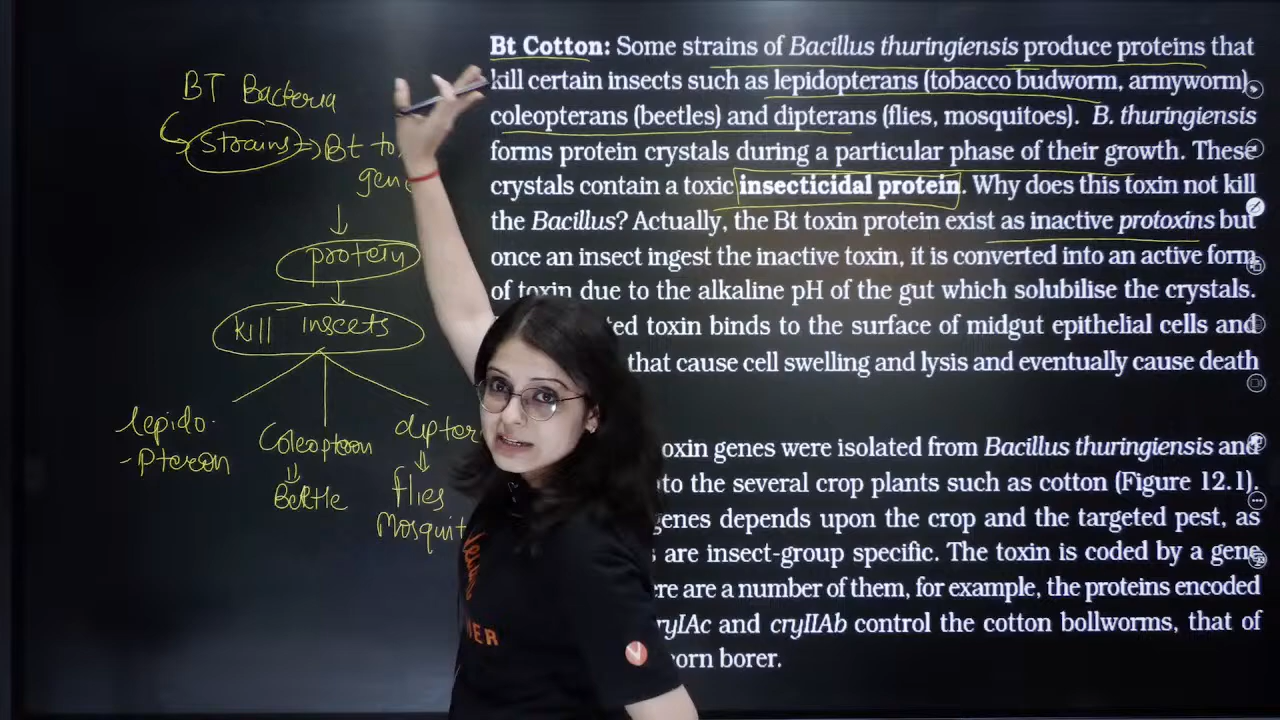 BT Bacteria
Strains => Bt to
gene
protein
kill insects
lepido-
-Pteron
Coleopteron
Beltle
dipter
flies
Mosquit
Bt Cotton: Some strains of Bacillus thuringiensis produce proteins that
kill certain insects such as lepidopterans (tobacco budworm, armyworm),
coleopterans (beetles) and dipterans (flies, mosquitoes). B. thuringiensis
forms protein crystals during a particular phase of their growth. These
crystals contain a toxic insecticidal protein. Why does this toxin not kill
the Bacillus? Actually, the Bt toxin protein exist as inactive protoxins but
once an insect ingest the inactive toxin, it is converted into an active form
of toxin due to the alkaline pH of the gut which solubilise the crystals.
ted toxin binds to the surface of midgut epithelial cells and
that cause cell swelling and lysis and eventually cause death
oxin genes were isolated from Bacillus thuringiensis and
to the several crop plants such as cotton (Figure 12.1).
genes depends upon the crop and the targeted pest, as
s are insect-group specific. The toxin is coded by a gene
re are a number of them, for example, the proteins encoded
ryIAc and cryIIAb control the cotton bollworms, that of
corn borer.
NER